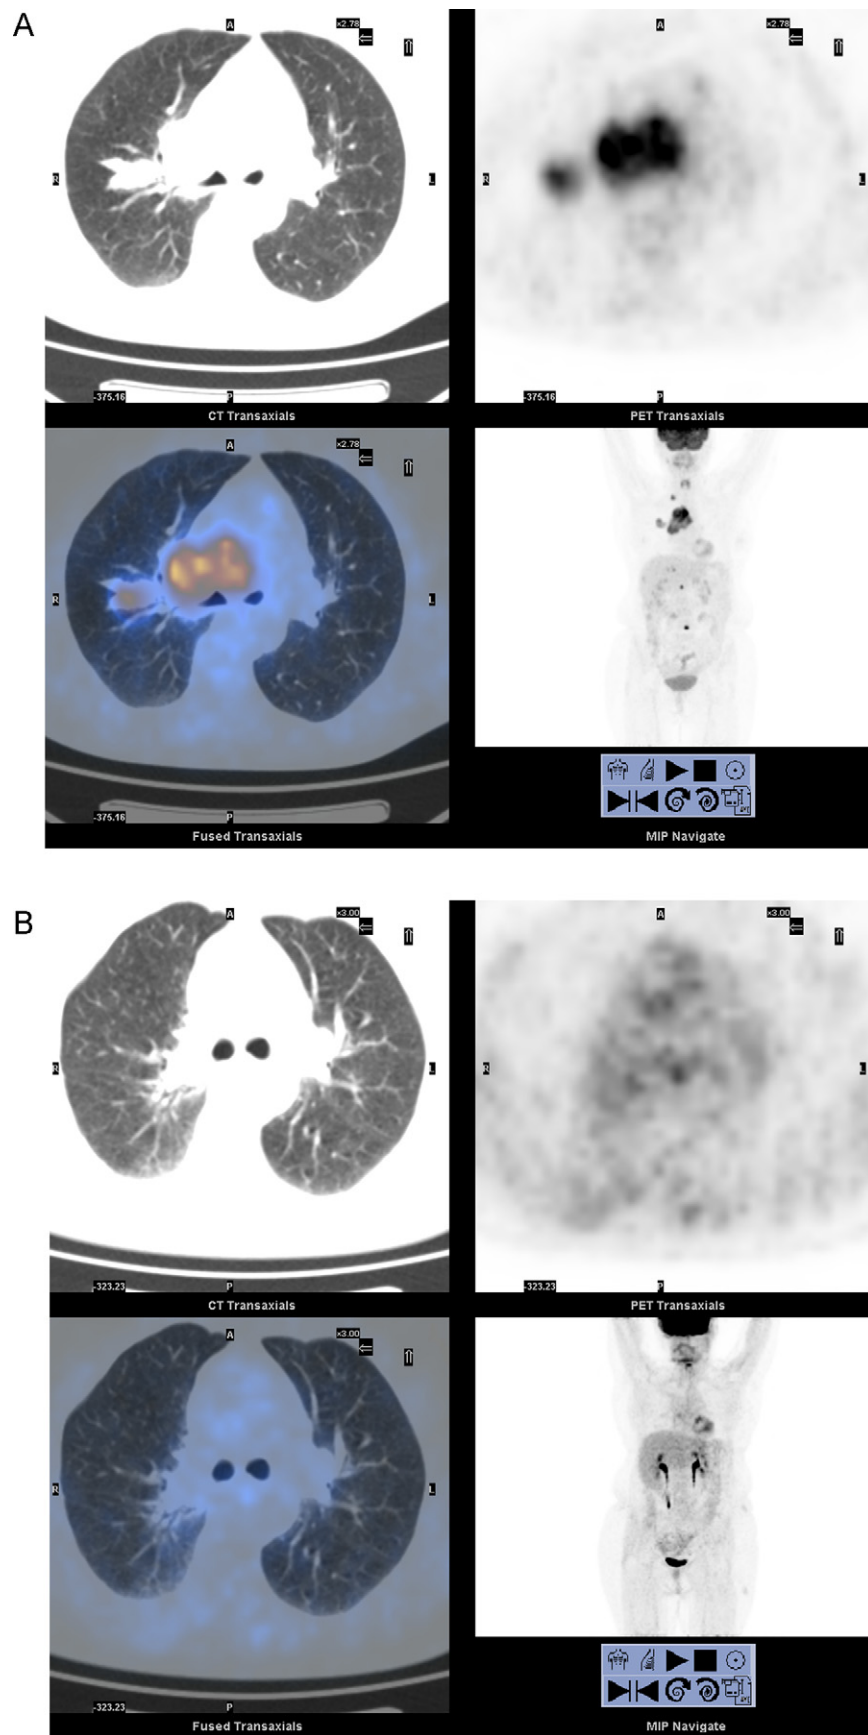 A
A ×2.78 A ×2.78
R L R L
-375.16 P -375.16 P
CT Transaxials PET Transaxials
A ×2.78
R L
-375.16 P
Fused Transaxials MIP Navigate
B
A ×3.00 A ×3.00
R L R L
-323.23 P -323.23 P
CT Transaxials PET Transaxials
A ×3.00
R L
-323.23 P
Fused Transaxials MIP Navigate